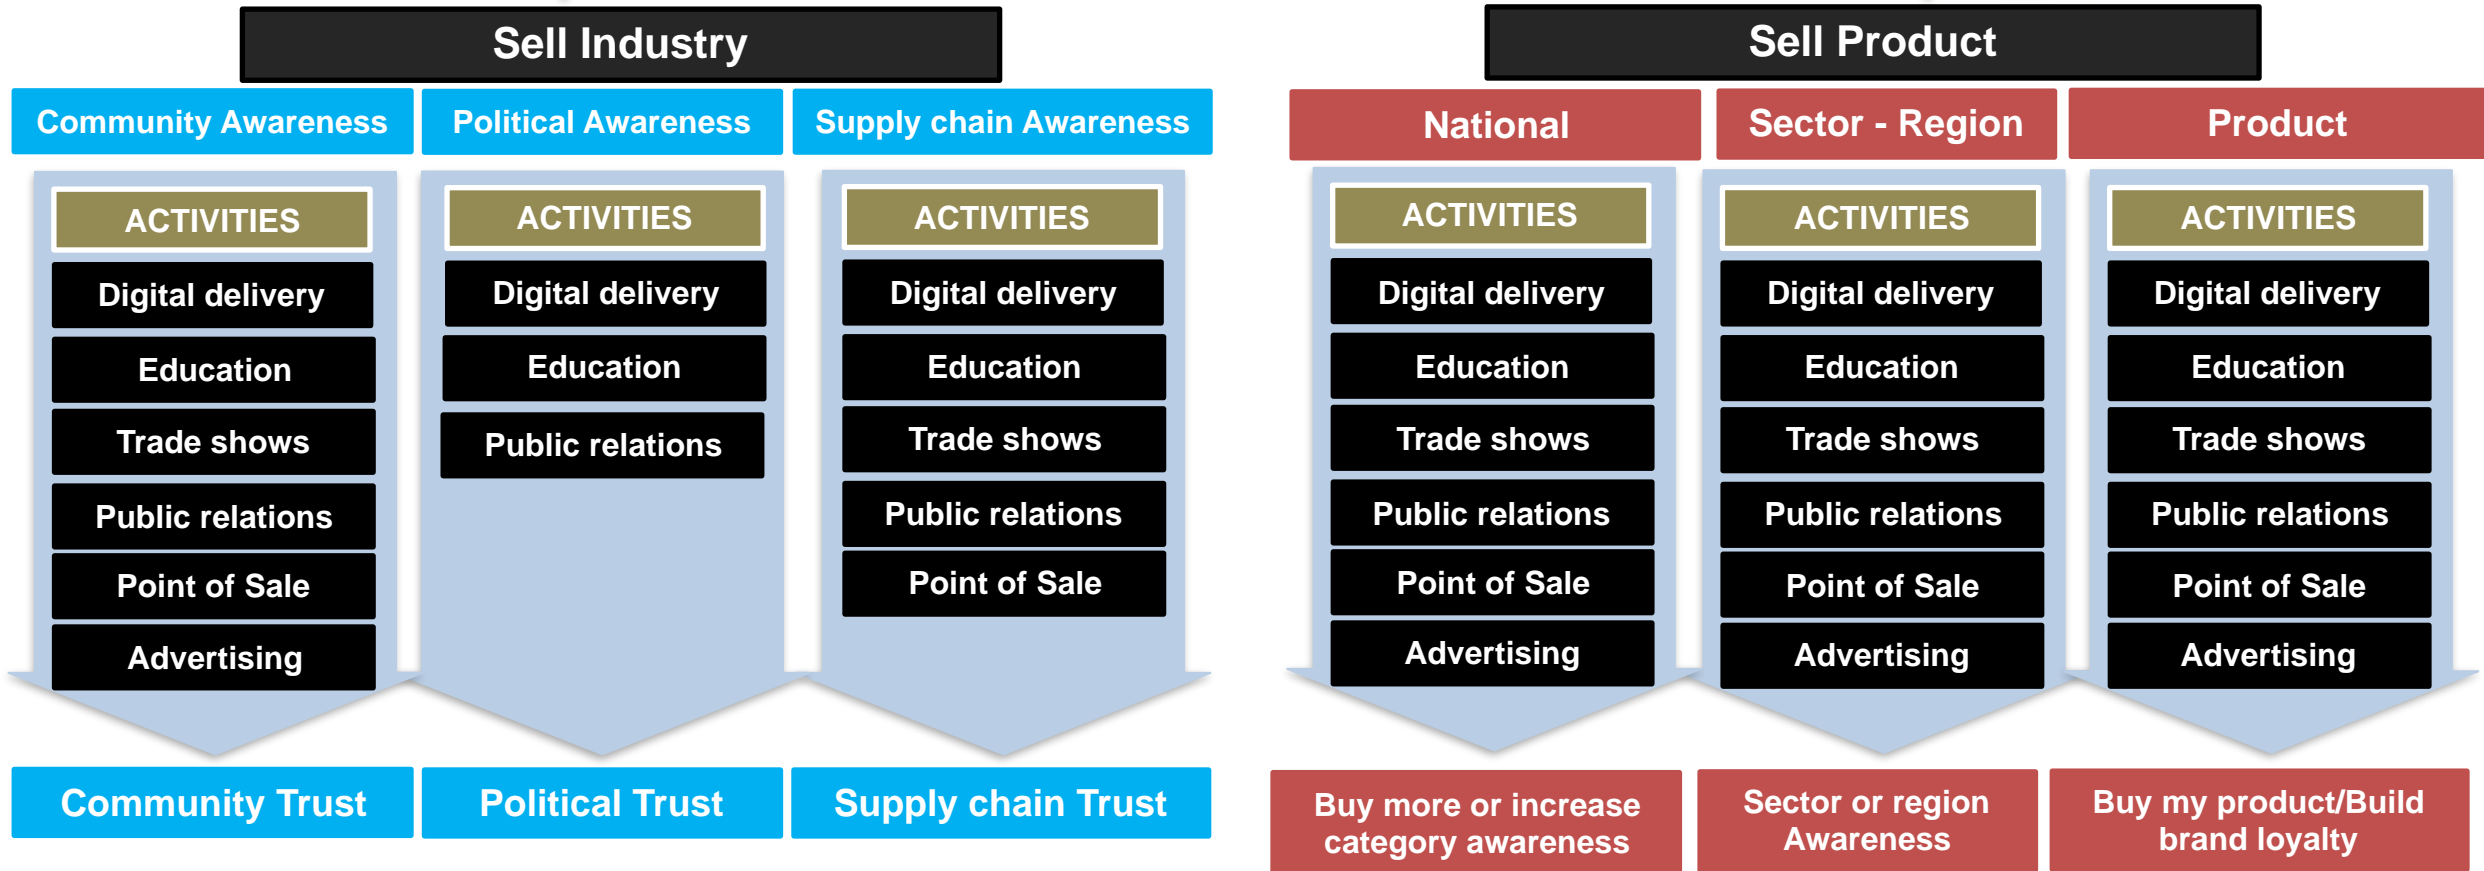 Sell Industry
Community Awareness
Political Awareness
Supply chain Awareness
ACTIVITIES
Digital delivery
Education
Trade shows
Public relations
Point of Sale
Advertising
ACTIVITIES
Digital delivery
Education
Public relations
ACTIVITIES
Digital delivery
Education
Trade shows
Public relations
Point of Sale
Community Trust
Political Trust
Supply chain Trust
Sell Product
National
Sector - Region
Product
ACTIVITIES
Digital delivery
Education
Trade shows
Public relations
Point of Sale
Advertising
ACTIVITIES
Digital delivery
Education
Trade shows
Public relations
Point of Sale
Advertising
ACTIVITIES
Digital delivery
Education
Trade shows
Public relations
Point of Sale
Advertising
Buy more or increase
category awareness
Sector or region
Awareness
Buy my product/Build
brand loyalty